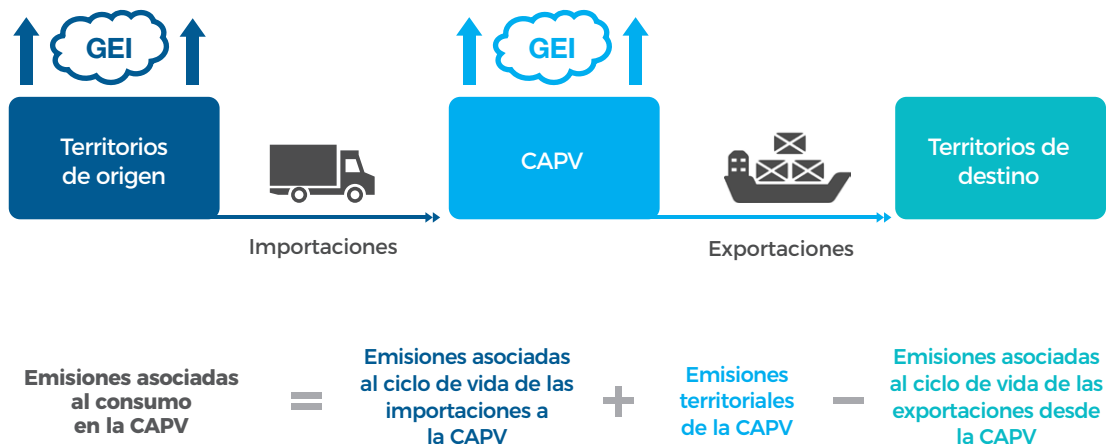 GEI
GEI
Territorios
de origen
CAPV
Territorios de
destino
Importaciones
Exportaciones
Emisiones asociadas
al consumo
en la CAPV
=
Emisiones asociadas
al ciclo de vida de las
importaciones a
la CAPV
+
Emisiones
territoriales
de la CAPV
−
Emisiones asociadas
al ciclo de vida de las
exportaciones desde
la CAPV